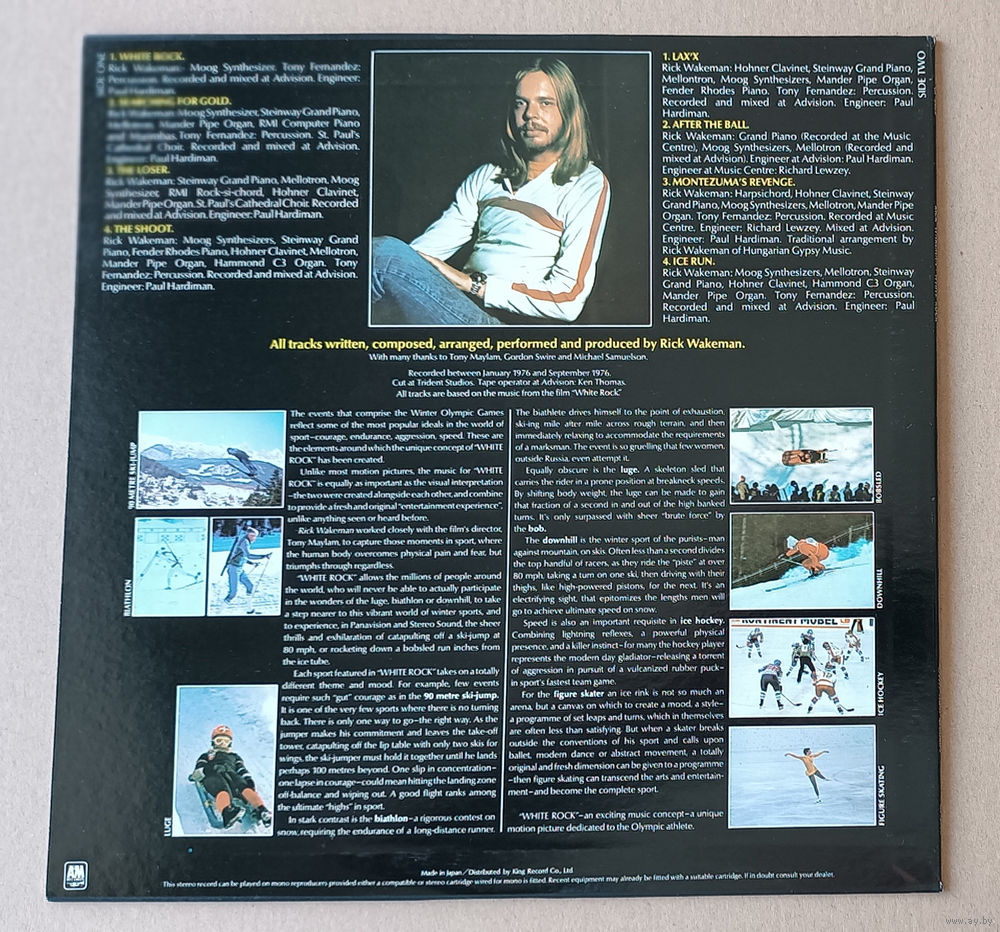 SIDE ONE
1. WHITE ROCK.
Rick Wakeman: Moog Synthesizer. Tony Fernandez:
Percussion. Recorded and mixed at Advision. Engineer:
Paul Hardiman.
2. SEARCHING FOR GOLD.
Rick Wakeman: Moog Synthesizer, Steinway Grand Piano,
Mellotron, Mander Pipe Organ, RMI Computer Piano
and Marimbas, Tony Fernandez: Percussion. St. Paul's
Cathedral Choir. Recorded and mixed at Advision.
Engineer: Paul Hardiman.
3. THE LOSER.
Rick Wakeman: Steinway Grand Piano, Mellotron, Moog
Synthesizer, RMI Rock-si-chord, Hohner Clavinet,
Mander Pipe Organ. St. Paul's Cathedral Choir. Recorded
and mixed at Advision. Engineer: Paul Hardiman.
4. THE SHOOT.
Rick Wakeman: Moog Synthesizers, Steinway Grand
Piano, Fender Rhodes Piano, Hohner Clavinet, Mellotron,
Mander Pipe Organ, Hammond C3 Organ, Tony
Fernandez: Percussion. Recorded and mixed at Advision.
Engineer: Paul Hardiman.
SIDE TWO
1. LAX'X
Rick Wakeman: Hohner Clavinet, Steinway Grand Piano,
Mellontron, Moog Synthesizers, Mander Pipe Organ,
Fender Rhodes Piano. Tony Fernandez: Percussion.
Recorded and mixed at Advision. Engineer: Paul
Hardiman.
2. AFTER THE BALL.
Rick Wakeman: Grand Piano (Recorded at the Music
Centre), Moog Synthesizers, Mellotron (Recorded and
mixed at Advision). Engineer at Advision: Paul Hardiman.
Engineer at Music Centre: Richard Lewzey.
3. MONTEZUMA'S REVENGE.
Rick Wakeman: Harpsichord, Hohner Clavinet, Steinway
Grand Piano, Moog Synthesizers, Mellotron, Mander Pipe
Organ. Tony Fernandez: Percussion. Recorded at Music
Centre. Engineer: Richard Lewzey. Mixed at Advision.
Engineer: Paul Hardiman. Traditional arrangement by
Rick Wakeman of Hungarian Gypsy Music.
4. ICE RUN.
Rick Wakeman: Moog Synthesizers, Mellotron, Steinway
Grand Piano, Hohner Clavinet, Hammond C3 Organ,
Mander Pipe Organ. Tony Fernandez: Percussion.
Recorded and mixed at Advision. Engineer: Paul
Hardiman.
All tracks written, composed, arranged, performed and produced by Rick Wakeman.
With many thanks to Tony Maylam, Gordon Swire and Michael Samuelson.
Recorded between January 1976 and September 1976.
Cut at Trident Studios. Tape operator at Advision: Ken Thomas.
All tracks are based on the music from the film "White Rock."
90 METRE SKI-JUMP
BIATHLON
LUGE
The events that comprise the Winter Olympic Games
reflect some of the most popular ideals in the world of
sport–courage, endurance, aggression, speed. These are
the elements around which the unique concept of "WHITE
ROCK" has been created.
Unlike most motion pictures, the music for "WHITE
ROCK" is equally as important as the visual interpretation
–the two were created alongside each other, and combine
to provide a fresh and original "entertainment experience",
unlike anything seen or heard before.
Rick Wakeman worked closely with the film's director,
Tony Maylam, to capture those moments in sport, where
the human body overcomes physical pain and fear, but
triumphs through regardless.
"WHITE ROCK" allows the millions of people around
the world, who will never be able to actually participate
in the wonders of the luge, biathlon or downhill, to take
a step nearer to this vibrant world of winter sports, and
to experience, in Panavision and Stereo Sound, the sheer
thrills and exhilaration of catapulting off a ski-jump at
80 mph, or rocketing down a bobsled run inches from
the ice tube.
Each sport featured in "WHITE ROCK" takes on a totally
different theme and mood. For example, few events
require such "gut" courage as in the 90 metre ski-jump.
It is one of the very few sports where there is no turning
back. There is only one way to go–the right way. As the
jumper makes his commitment and leaves the take-off
tower, catapulting off the lip table with only two skis for
wings, the ski-jumper must hold it together until he lands
perhaps 100 metres beyond. One slip in concentration–
one lapse in courage–could mean hitting the landing zone
off-balance and wiping out. A good flight ranks among
the ultimate "highs" in sport.
In stark contrast is the biathlon–a rigorous contest on
snow, requiring the endurance of a long-distance runner.
The biathlete drives himself to the point of exhaustion,
ski-ing mile after mile across rough terrain, and then
immediately relaxing to accommodate the requirements
of a marksman. The event is so gruelling that few women,
outside Russia, even attempt it.
Equally obscure is the luge. A skeleton sled that
carries the rider in a prone position at breakneck speeds.
By shifting body weight, the luge can be made to gain
that fraction of a second in and out of the high banked
turns. It's only surpassed with sheer "brute force" by
the bob.
The downhill is the winter sport of the purists–man
against mountain, on skis. Often less than a second divides
the top handful of racers, as they ride the "piste" at over
80 mph, taking a turn on one ski, then driving with their
thighs, like high-powered pistons, for the next. It's an
electrifying sight, that epitomizes the lengths men will
go to achieve ultimate speed on snow.
Speed is also an important requisite in ice hockey.
Combining lightning reflexes, a powerful physical
presence, and a killer instinct–for many the hockey player
represents the modern day gladiator–releasing a torrent
of aggression in pursuit of a vulcanized rubber puck–
in sport's fastest team game.
For the figure skater an ice rink is not so much an
arena, but a canvas on which to create a mood, a style–
a programme of set leaps and turns, which in themselves
are often less than satisfying. But when a skater breaks
outside the conventions of his sport and calls upon
ballet, modern dance or abstract movement, a totally
original and fresh dimension can be given to a programme
–then figure skating can transcend the arts and entertain-
ment–and become the complete sport.
"WHITE ROCK"–an exciting music concept–a unique
motion picture dedicated to the Olympic athlete.
BOBSLED
DOWNHILL
KONTINENT MÖBEL
ICE HOCKEY
FIGURE SKATING
AM
Made in Japan/Distributed by King Record Co., Ltd.
This stereo record can be played on mono reproducers provided either a compatible or stereo cartridge wired for mono is fitted. Recent equipment may already be fitted with a suitable cartridge. If in doubt consult your dealer.
www.ay.by